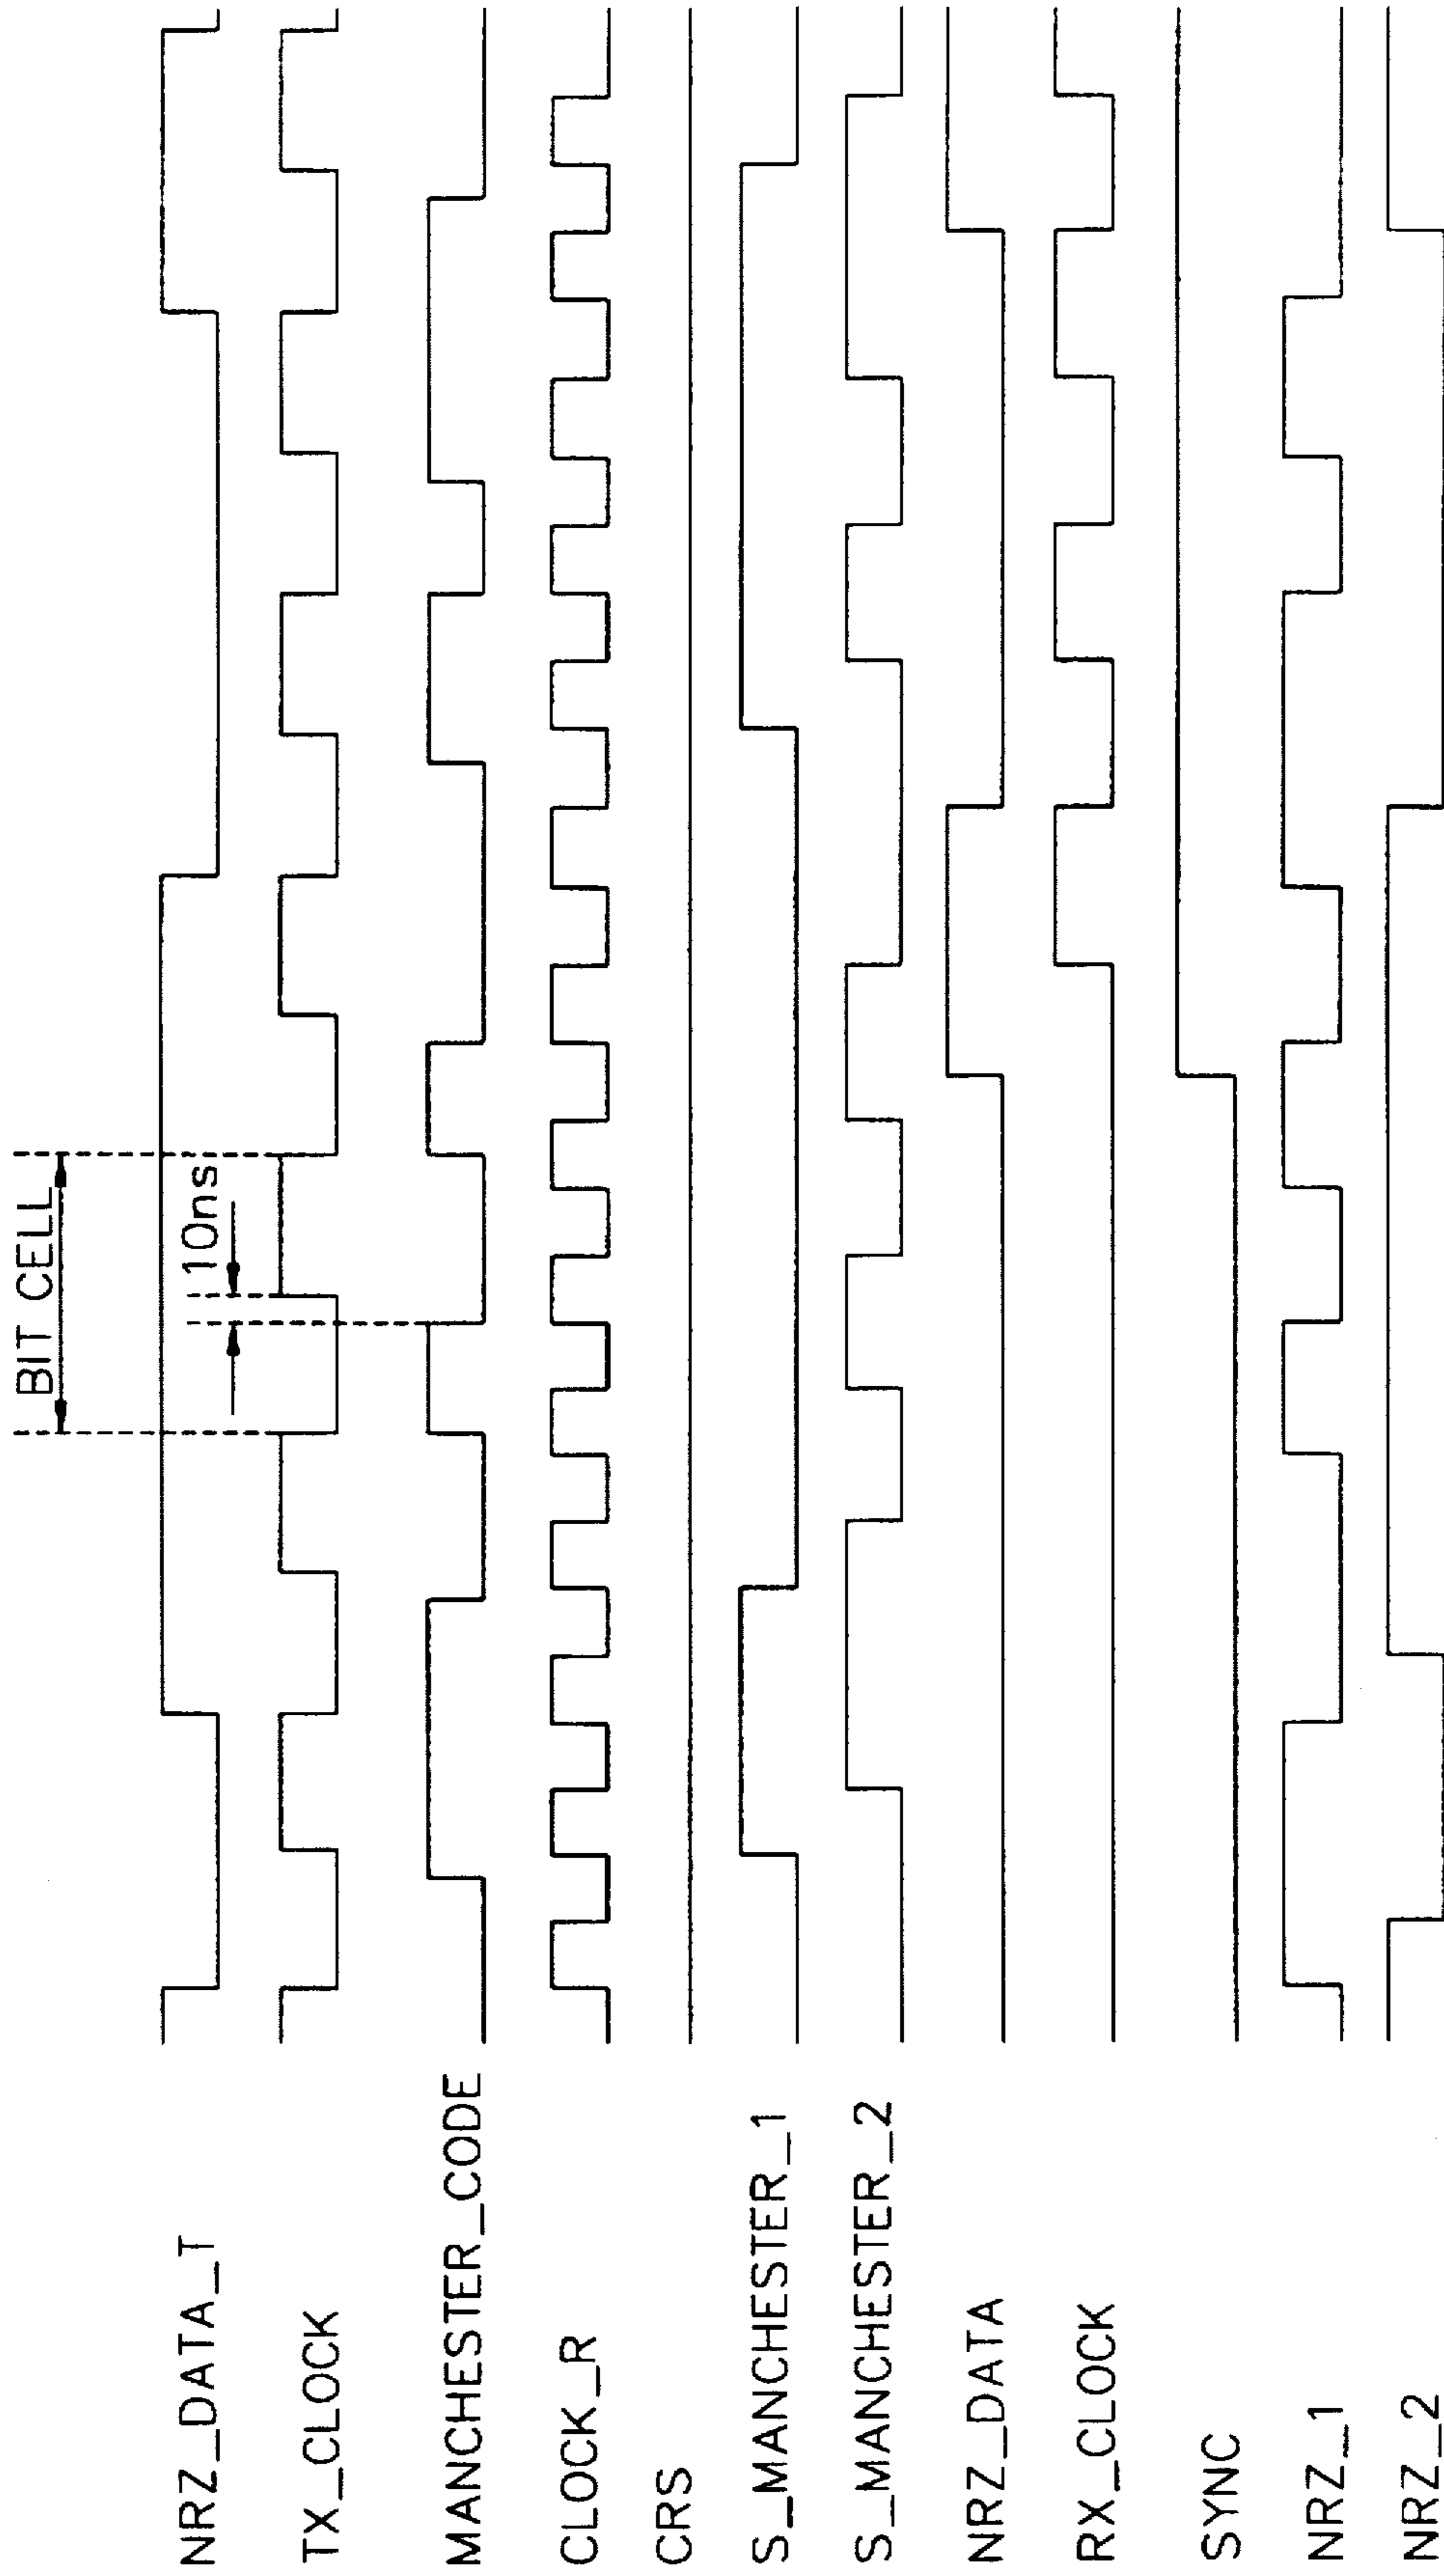 BIT CELL
10ns
NRZ_DATA_T
TX_CLOCK
MANCHESTER_CODE
CLOCK_R
CRS
S_MANCHESTER_1
S_MANCHESTER_2
NRZ_DATA
RX_CLOCK
SYNC
NRZ_1
NRZ_2